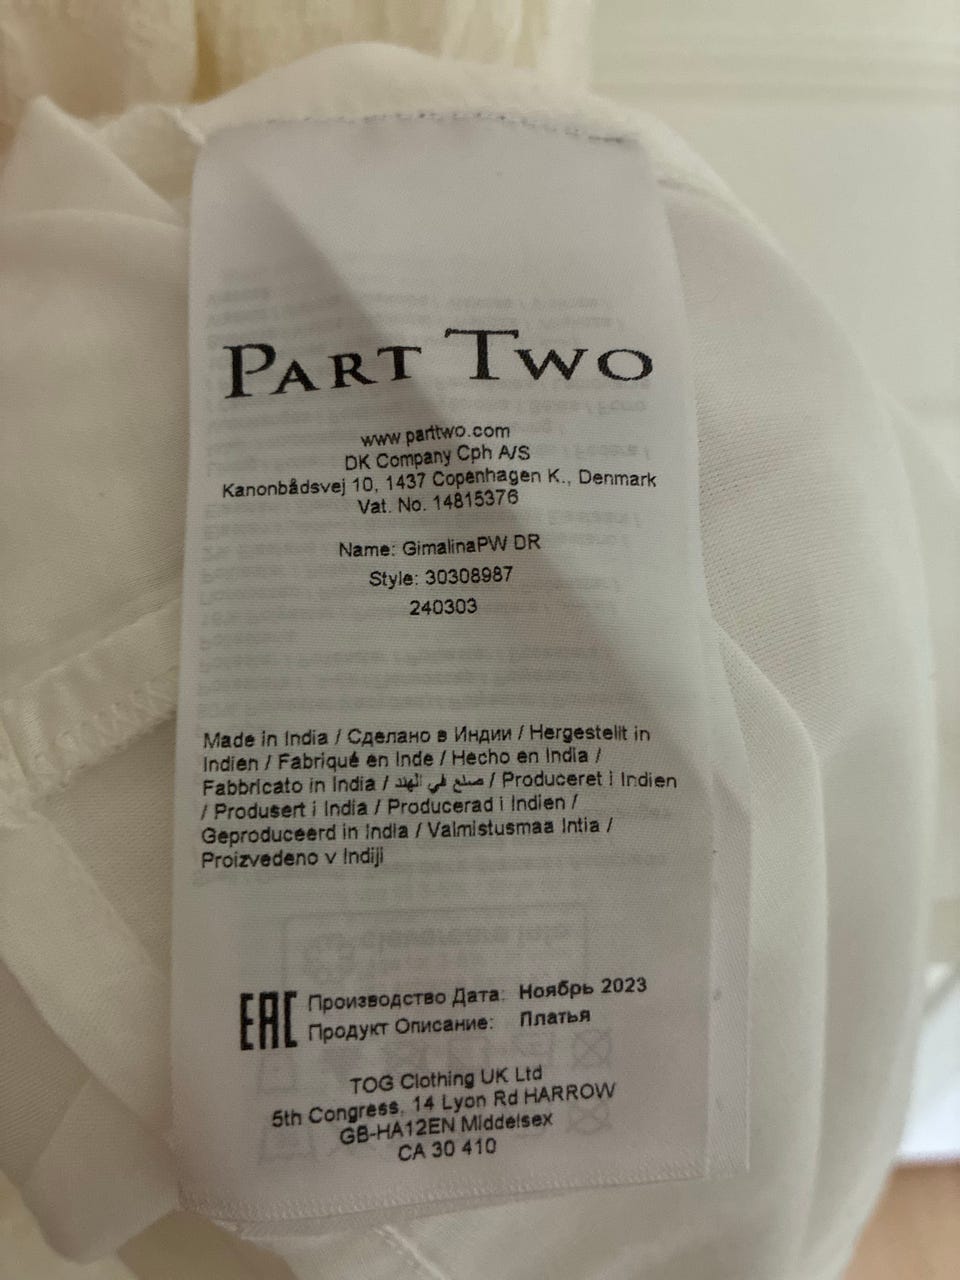 PART TWO
www.parttwo.com
DK Company Cph A/S
Kanonbådsvej 10, 1437 Copenhagen K., Denmark
Vat. No. 14815376
Name: GimalinaPW DR
Style: 30308987
240303
Made in India / Сделано в Индии / Hergestellt in
Indien / Fabriqué en Inde / Hecho en India /
Fabbricato in India / صنع في الهند / Produceret i Indien
/ Produsert i India / Producerad i Indien /
Geproduceerd in India / Valmistusmaa Intia /
Proizvedeno v Indiji
EAC Производство Дата: Ноябрь 2023
Продукт Описание: Платья
TOG Clothing UK Ltd
5th Congress, 14 Lyon Rd HARROW
GB-HA12EN Middelsex
CA 30 410